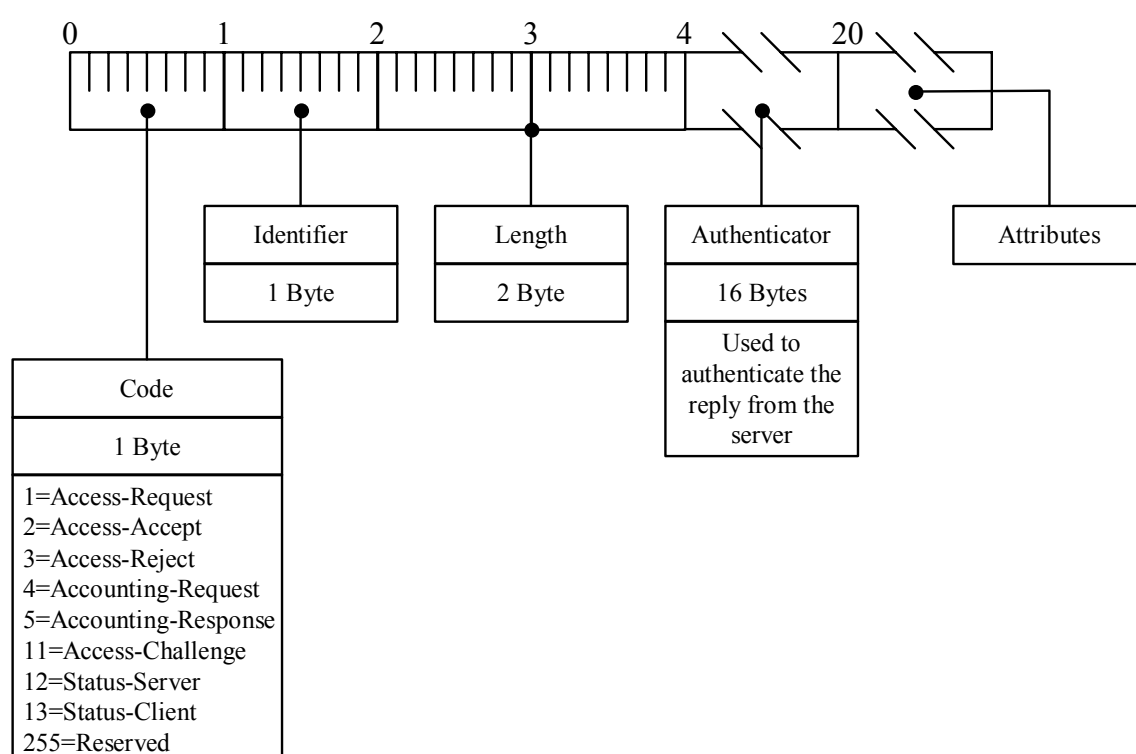 0 1 2 3 4 20
Identifier
1 Byte
Length
2 Byte
Authenticator
16 Bytes
Used to
authenticate the
reply from the
server
Attributes
Code
1 Byte
1=Access-Request
2=Access-Accept
3=Access-Reject
4=Accounting-Request
5=Accounting-Response
11=Access-Challenge
12=Status-Server
13=Status-Client
255=Reserved